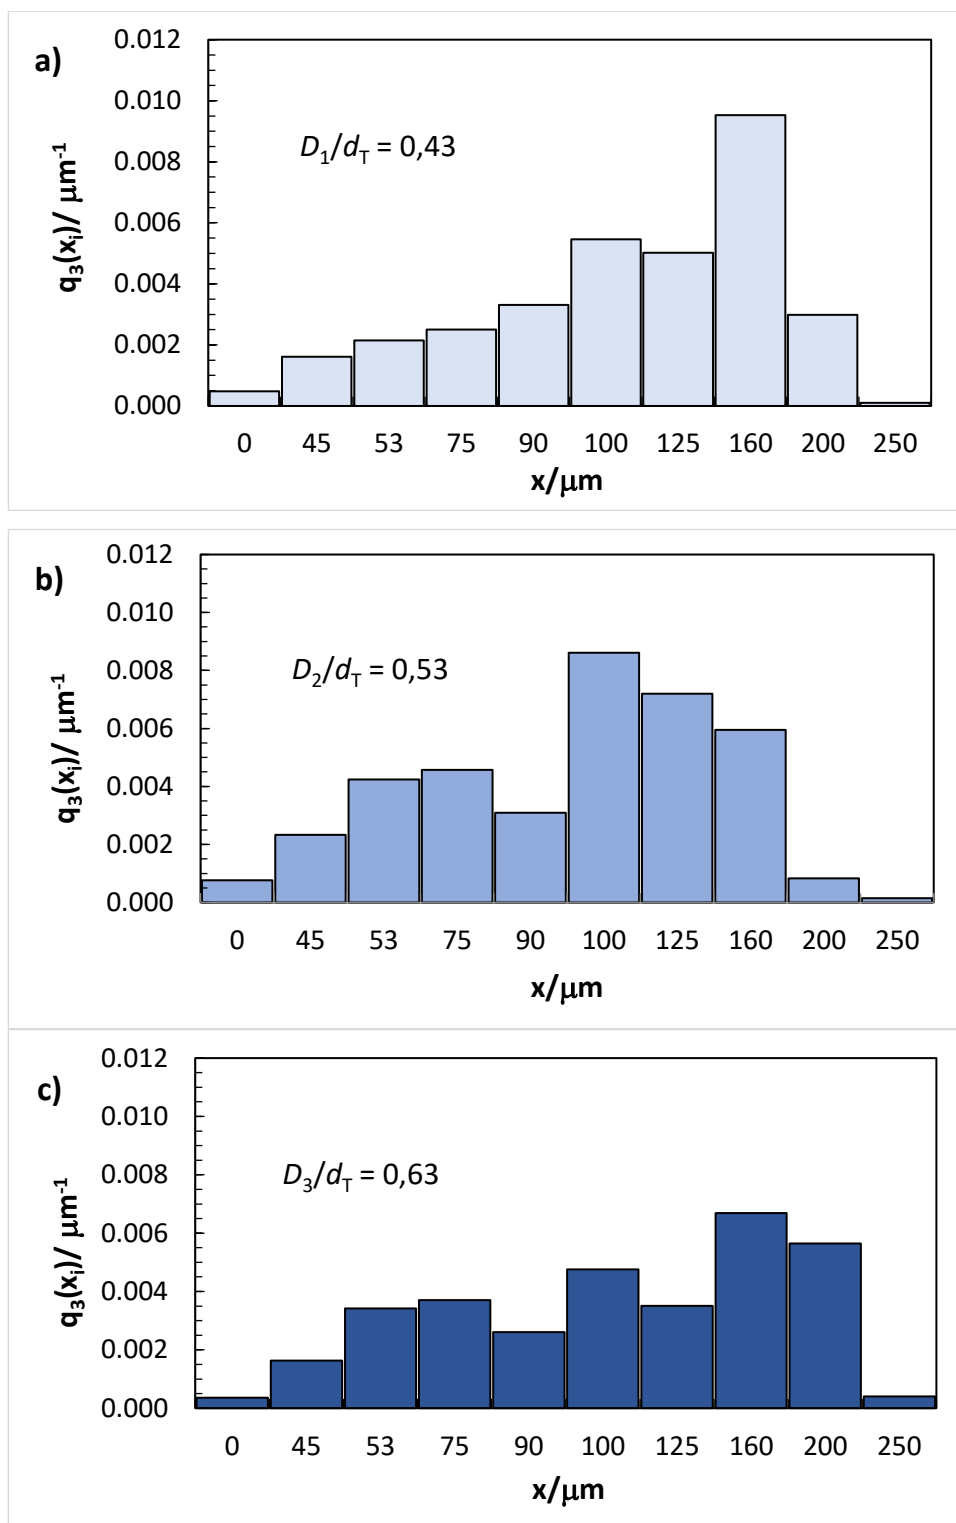 a)
0.012
0.010
0.008
0.006
0.004
0.002
0.000
q3(xi)/ μm-1
D1/dT = 0,43
0 45 53 75 90 100 125 160 200 250
x/μm
b)
0.012
0.010
0.008
0.006
0.004
0.002
0.000
q3(xi)/ μm-1
D2/dT = 0,53
0 45 53 75 90 100 125 160 200 250
x/μm
c)
0.012
0.010
0.008
0.006
0.004
0.002
0.000
q3(xi)/ μm-1
D3/dT = 0,63
0 45 53 75 90 100 125 160 200 250
x/μm